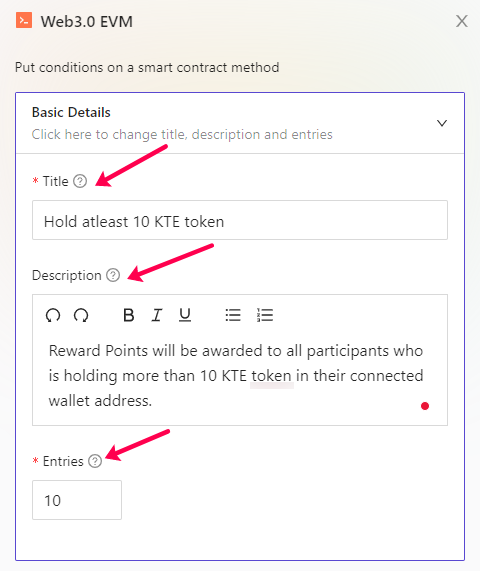 Web3.0 EVM
Put conditions on a smart contract method
Basic Details
Click here to change title, description and entries
* Title
Hold atleast 10 KTE token
Description
B I U
Reward Points will be awarded to all participants who
is holding more than 10 KTE token in their connected
wallet address.
* Entries
10